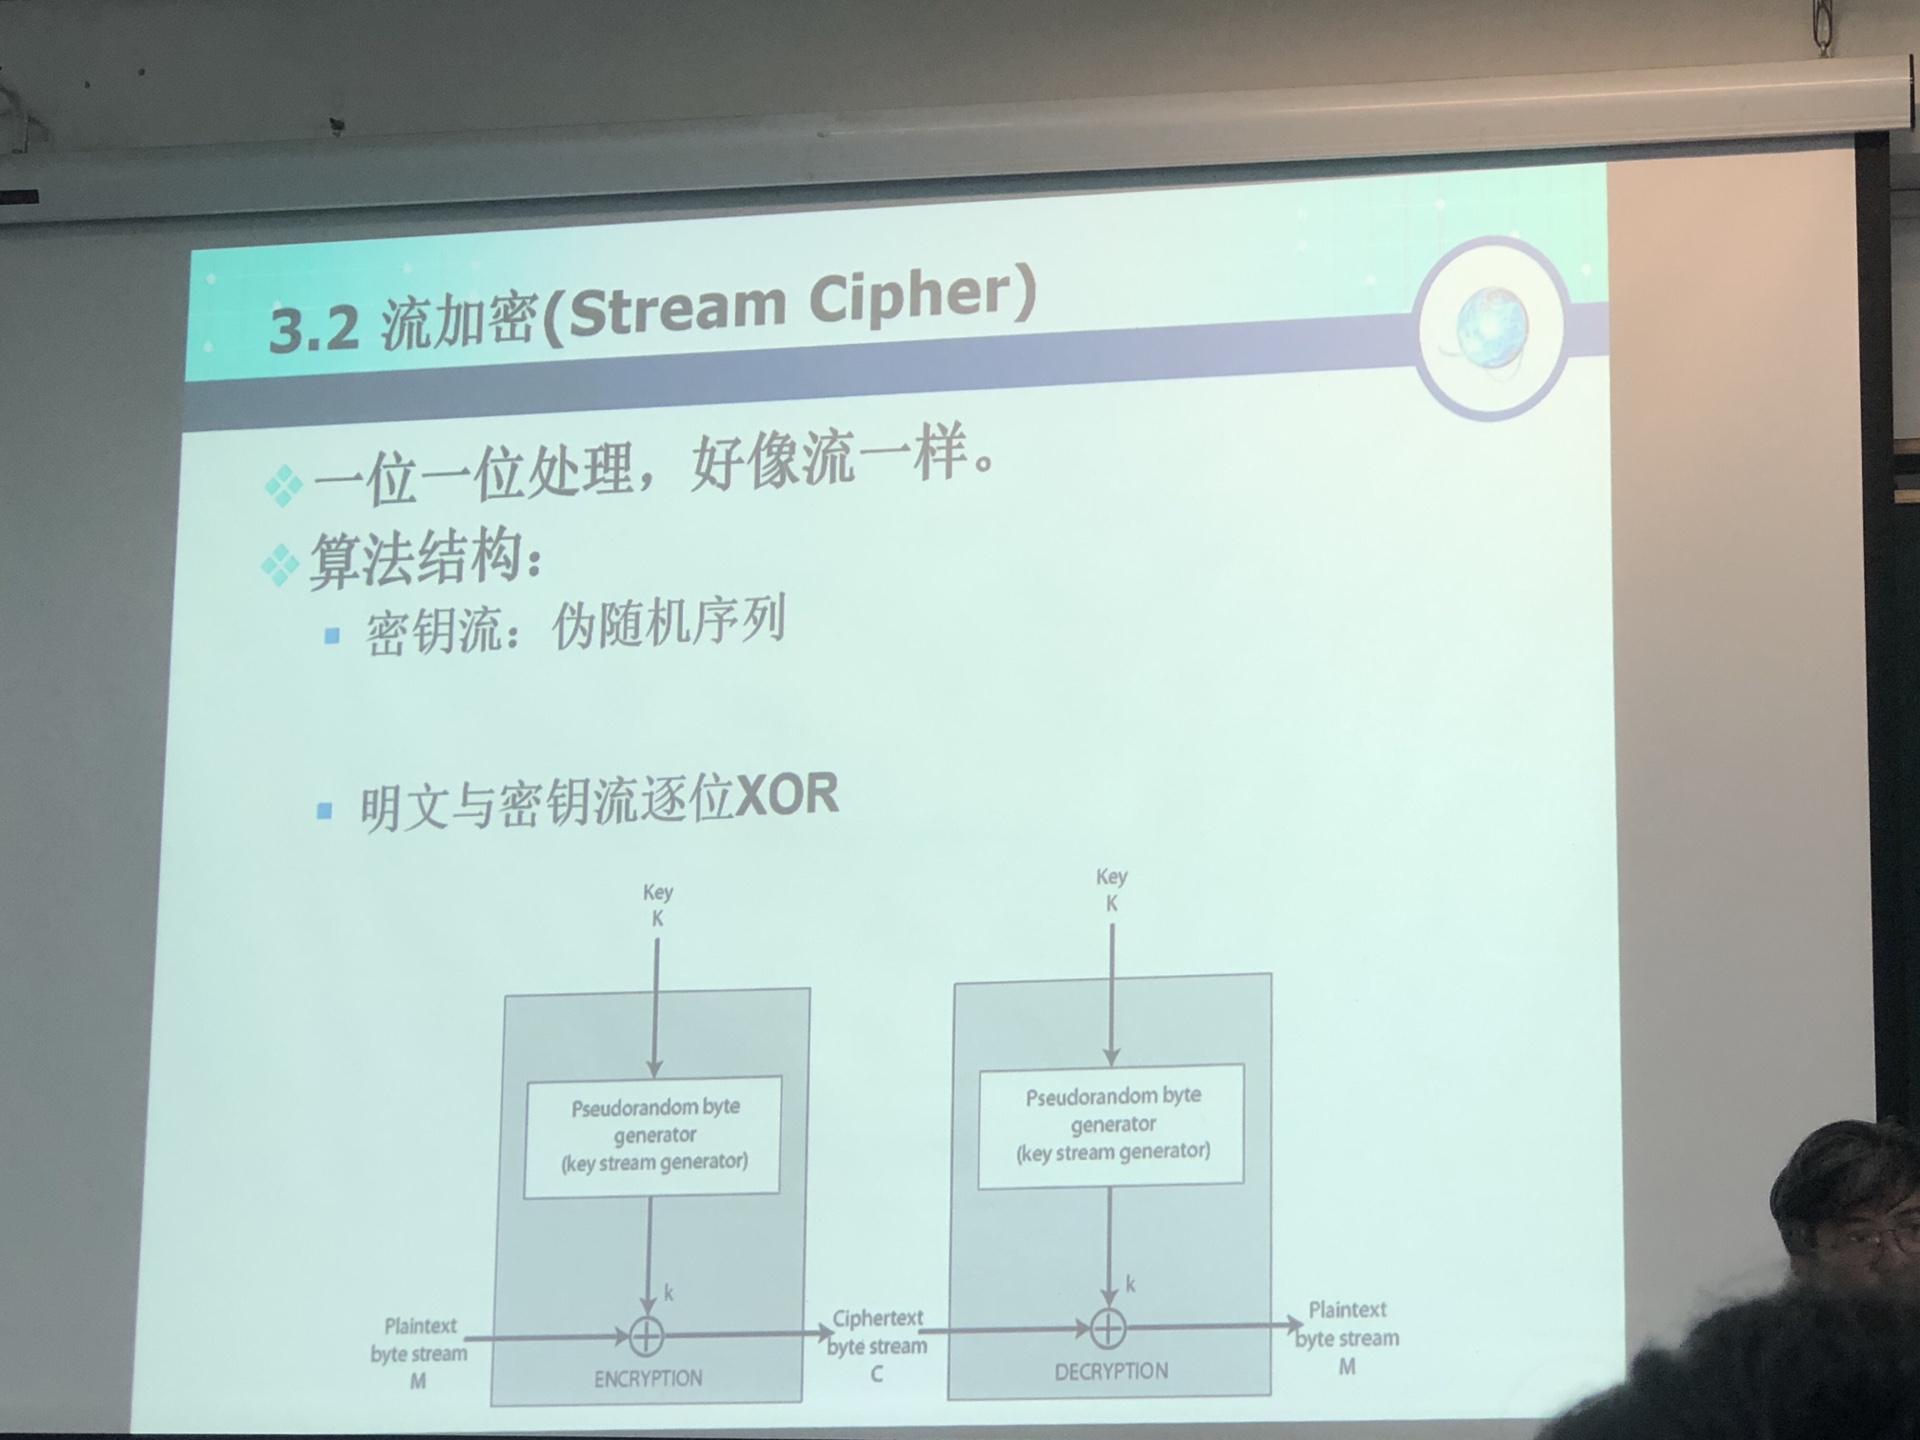 3.2 流加密(Stream Cipher)
一位一位处理，好像流一样。
算法结构：
密钥流：伪随机序列
明文与密钥流逐位XOR
Key
K
Pseudorandom byte
generator
(key stream generator)
k
Plaintext
byte stream
M
ENCRYPTION
Ciphertext
byte stream
C
Key
K
Pseudorandom byte
generator
(key stream generator)
k
DECRYPTION
Plaintext
byte stream
M